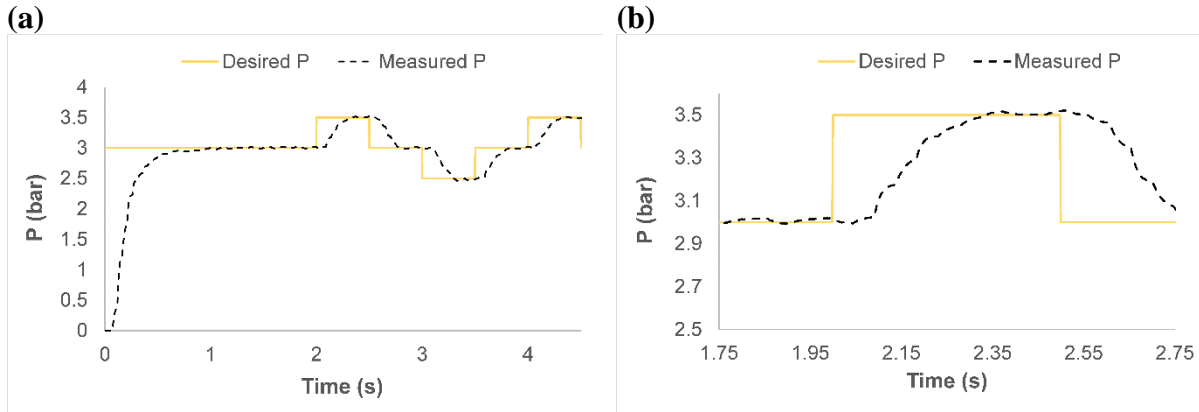 (a)
Desired P
Measured P
4
3.5
3
2.5
2
1.5
1
0.5
0
P (bar)
0 1 2 3 4
Time (s)
(b)
Desired P
Measured P
3.5
3.3
3.1
2.9
2.7
2.5
P (bar)
1.75 1.95 2.15 2.35 2.55 2.75
Time (s)